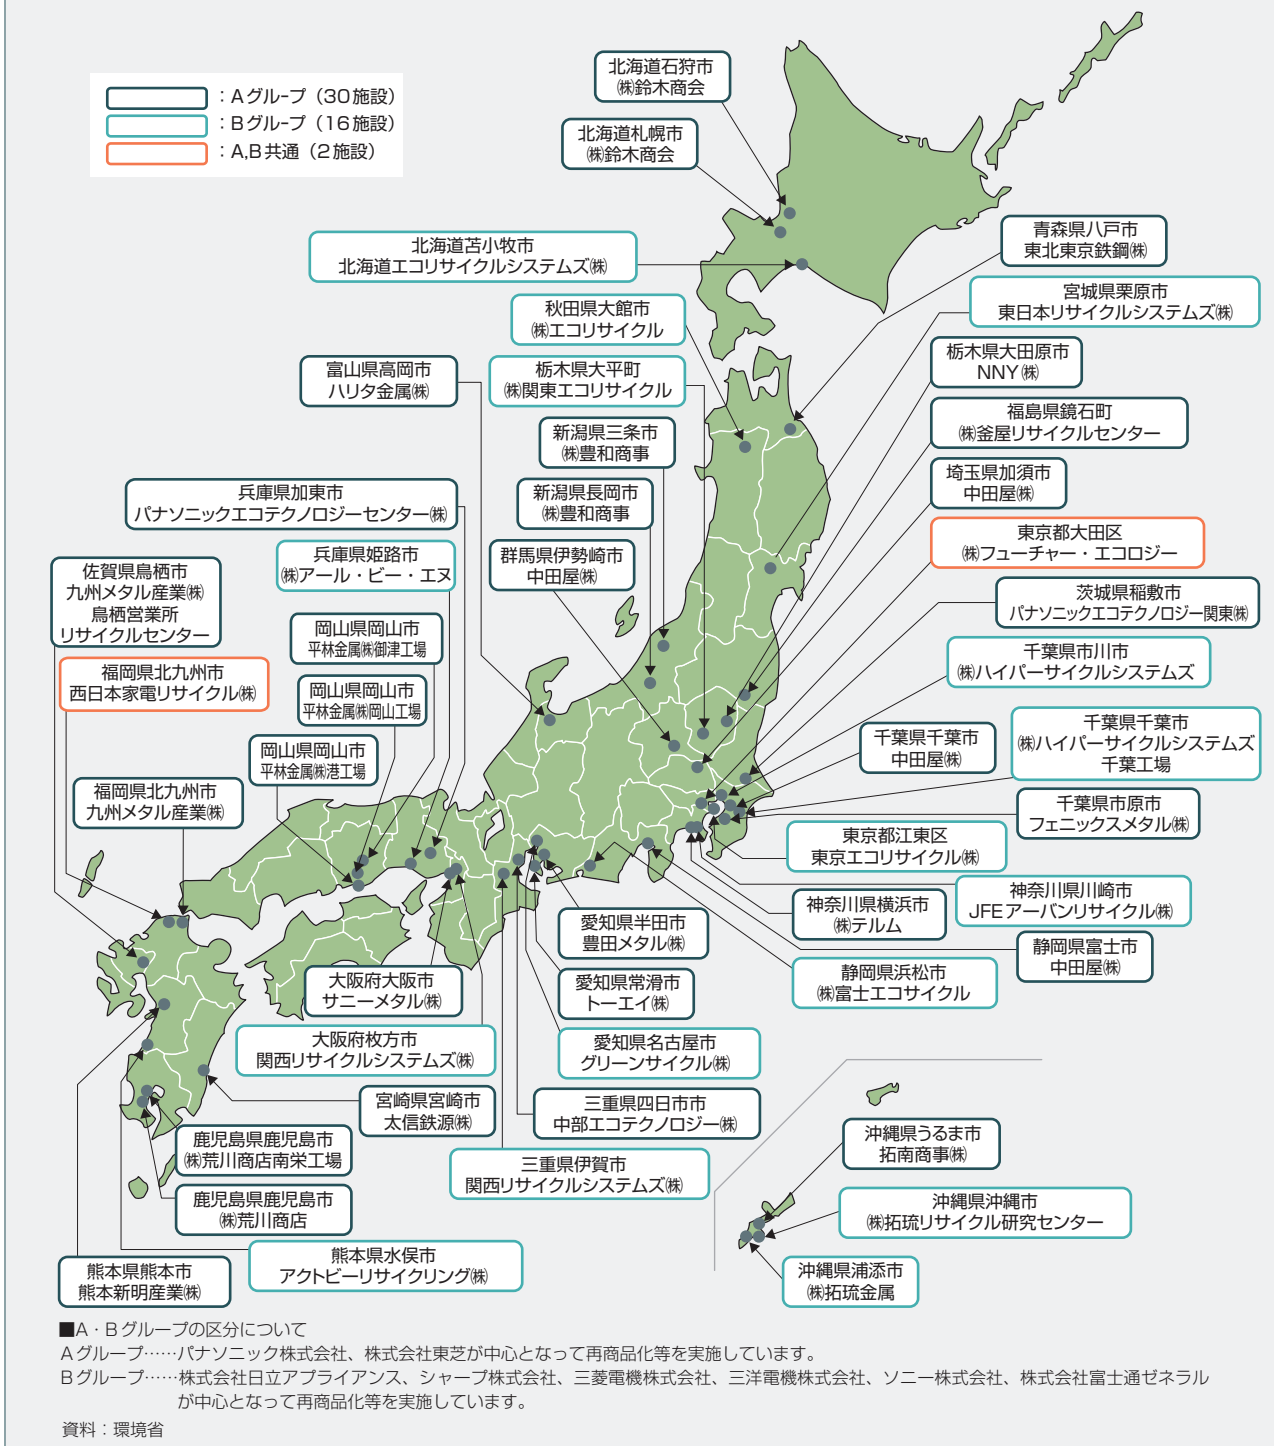 ：Aグループ（30施設）
：Bグループ（16施設）
：A,B共通（2施設）
北海道石狩市
㈱鈴木商会
北海道札幌市
㈱鈴木商会
北海道苫小牧市
北海道エコリサイクルシステムズ㈱
青森県八戸市
東北東京鉄鋼㈱
秋田県大館市
㈱エコリサイクル
宮城県栗原市
東日本リサイクルシステムズ㈱
富山県高岡市
ハリタ金属㈱
栃木県大平町
㈱関東エコリサイクル
栃木県大田原市
NNY㈱
新潟県三条市
㈱豊和商事
福島県鏡石町
㈱釜屋リサイクルセンター
兵庫県加東市
パナソニックエコテクノロジーセンター㈱
新潟県長岡市
㈱豊和商事
埼玉県加須市
中田屋㈱
兵庫県姫路市
㈱アール・ビー・エヌ
群馬県伊勢崎市
中田屋㈱
東京都大田区
㈱フューチャー・エコロジー
佐賀県鳥栖市
九州メタル産業㈱
鳥栖営業所
リサイクルセンター
茨城県稲敷市
パナソニックエコテクノロジー関東㈱
岡山県岡山市
平林金属㈱御津工場
千葉県市川市
㈱ハイパーサイクルシステムズ
福岡県北九州市
西日本家電リサイクル㈱
岡山県岡山市
平林金属㈱岡山工場
千葉県千葉市
㈱ハイパーサイクルシステムズ
千葉工場
岡山県岡山市
平林金属㈱港工場
千葉県千葉市
中田屋㈱
福岡県北九州市
九州メタル産業㈱
千葉県市原市
フェニックスメタル㈱
東京都江東区
東京エコリサイクル㈱
神奈川県川崎市
JFEアーバンリサイクル㈱
神奈川県横浜市
㈱テルム
愛知県半田市
豊田メタル㈱
静岡県富士市
中田屋㈱
大阪府大阪市
サニーメタル㈱
愛知県常滑市
トーエイ㈱
静岡県浜松市
㈱富士エコサイクル
大阪府枚方市
関西リサイクルシステムズ㈱
愛知県名古屋市
グリーンサイクル㈱
宮崎県宮崎市
太信鉄源㈱
三重県四日市市
中部エコテクノロジー㈱
鹿児島県鹿児島市
㈱荒川商店南栄工場
三重県伊賀市
関西リサイクルシステムズ㈱
沖縄県うるま市
拓南商事㈱
鹿児島県鹿児島市
㈱荒川商店
沖縄県沖縄市
㈱拓琉リサイクル研究センター
熊本県水俣市
アクトビーリサイクリング㈱
熊本県熊本市
熊本新明産業㈱
沖縄県浦添市
㈱拓琉金属
■A・Bグループの区分について
Aグループ……パナソニック株式会社、株式会社東芝が中心となって再商品化等を実施しています。
Bグループ……株式会社日立アプライアンス、シャープ株式会社、三菱電機株式会社、三洋電機株式会社、ソニー株式会社、株式会社富士通ゼネラル
が中心となって再商品化等を実施しています。
資料：環境省